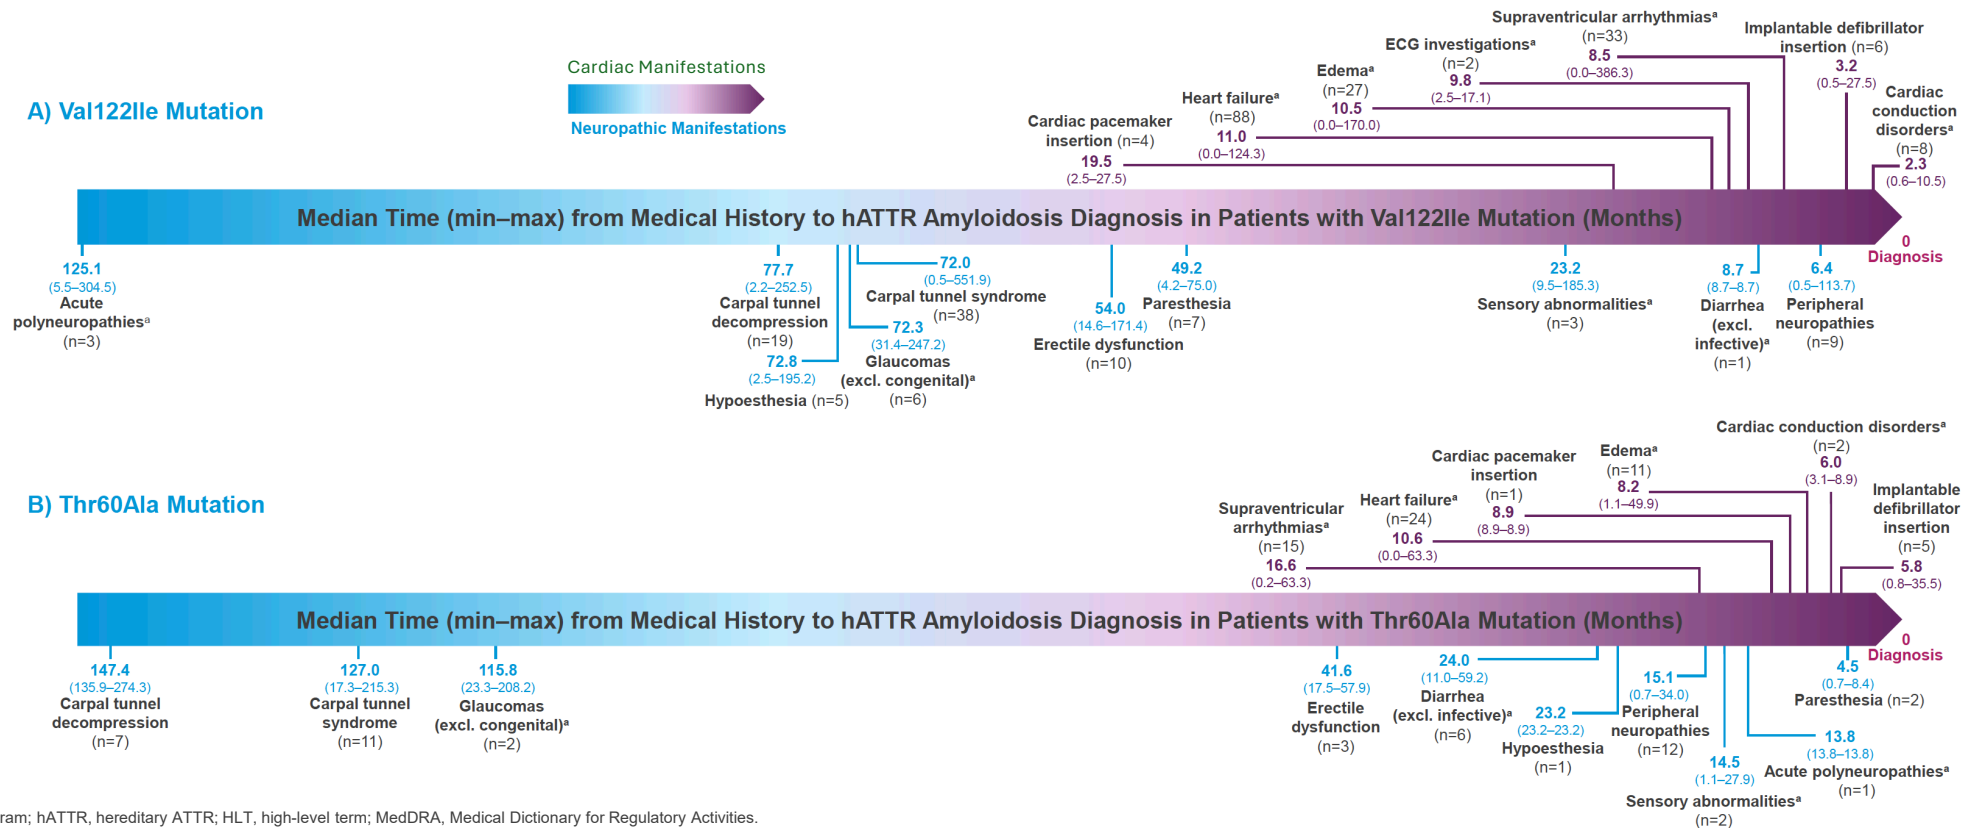 Cardiac Manifestations
Neuropathic Manifestations
A) Val122Ile Mutation
Cardiac pacemaker
insertion (n=4)
19.5
(2.5–27.5)
Heart failureª
(n=88)
11.0
(0.0–124.3)
Edemaª
(n=27)
10.5
(0.0–170.0)
ECG investigationsª
(n=2)
9.8
(2.5–17.1)
Supraventricular arrhythmiasª
(n=33)
8.5
(0.0–386.3)
Implantable defibrillator
insertion (n=6)
3.2
(0.5–27.5)
Cardiac
conduction
disordersª
(n=8)
2.3
(0.6–10.5)
Median Time (min–max) from Medical History to hATTR Amyloidosis Diagnosis in Patients with Val122Ile Mutation (Months)
0
Diagnosis
125.1
(5.5–304.5)
Acute
polyneuropathiesª
(n=3)
77.7
(2.2–252.5)
Carpal tunnel
decompression
(n=19)
72.8
(2.5–195.2)
Hypoesthesia (n=5)
72.3
(31.4–247.2)
Glaucomas
(excl. congenital)ª
(n=6)
72.0
(0.5–551.9)
Carpal tunnel syndrome
(n=38)
54.0
(14.6–171.4)
Erectile dysfunction
(n=10)
49.2
(4.2–75.0)
Paresthesia
(n=7)
23.2
(9.5–185.3)
Sensory abnormalitiesª
(n=3)
8.7
(8.7–8.7)
Diarrhea
(excl.
infective)ª
(n=1)
6.4
(0.5–113.7)
Peripheral
neuropathies
(n=9)
B) Thr60Ala Mutation
Supraventricular
arrhythmiasª
(n=15)
16.6
(0.2–63.3)
Heart failureª
(n=24)
10.6
(0.0–63.3)
Cardiac pacemaker
insertion
(n=1)
8.9
(8.9–8.9)
Edemaª
(n=11)
8.2
(1.1–49.9)
Cardiac conduction disordersª
(n=2)
6.0
(3.1–8.9)
Implantable
defibrillator
insertion
(n=5)
5.8
(0.8–35.5)
Median Time (min–max) from Medical History to hATTR Amyloidosis Diagnosis in Patients with Thr60Ala Mutation (Months)
0
Diagnosis
147.4
(135.9–274.3)
Carpal tunnel
decompression
(n=7)
127.0
(17.3–215.3)
Carpal tunnel
syndrome
(n=11)
115.8
(23.3–208.2)
Glaucomas
(excl. congenital)ª
(n=2)
41.6
(17.5–57.9)
Erectile
dysfunction
(n=3)
24.0
(11.0–59.2)
Diarrhea
(excl. infective)ª
(n=6)
23.2
(23.2–23.2)
Hypoesthesia
(n=1)
15.1
(0.7–34.0)
Peripheral
neuropathies
(n=12)
14.5
(1.1–27.9)
Sensory abnormalitiesª
(n=2)
13.8
(13.8–13.8)
Acute polyneuropathiesª
(n=1)
4.5
(0.7–8.4)
Paresthesia (n=2)
ram; hATTR, hereditary ATTR; HLT, high-level term; MedDRA, Medical Dictionary for Regulatory Activities.